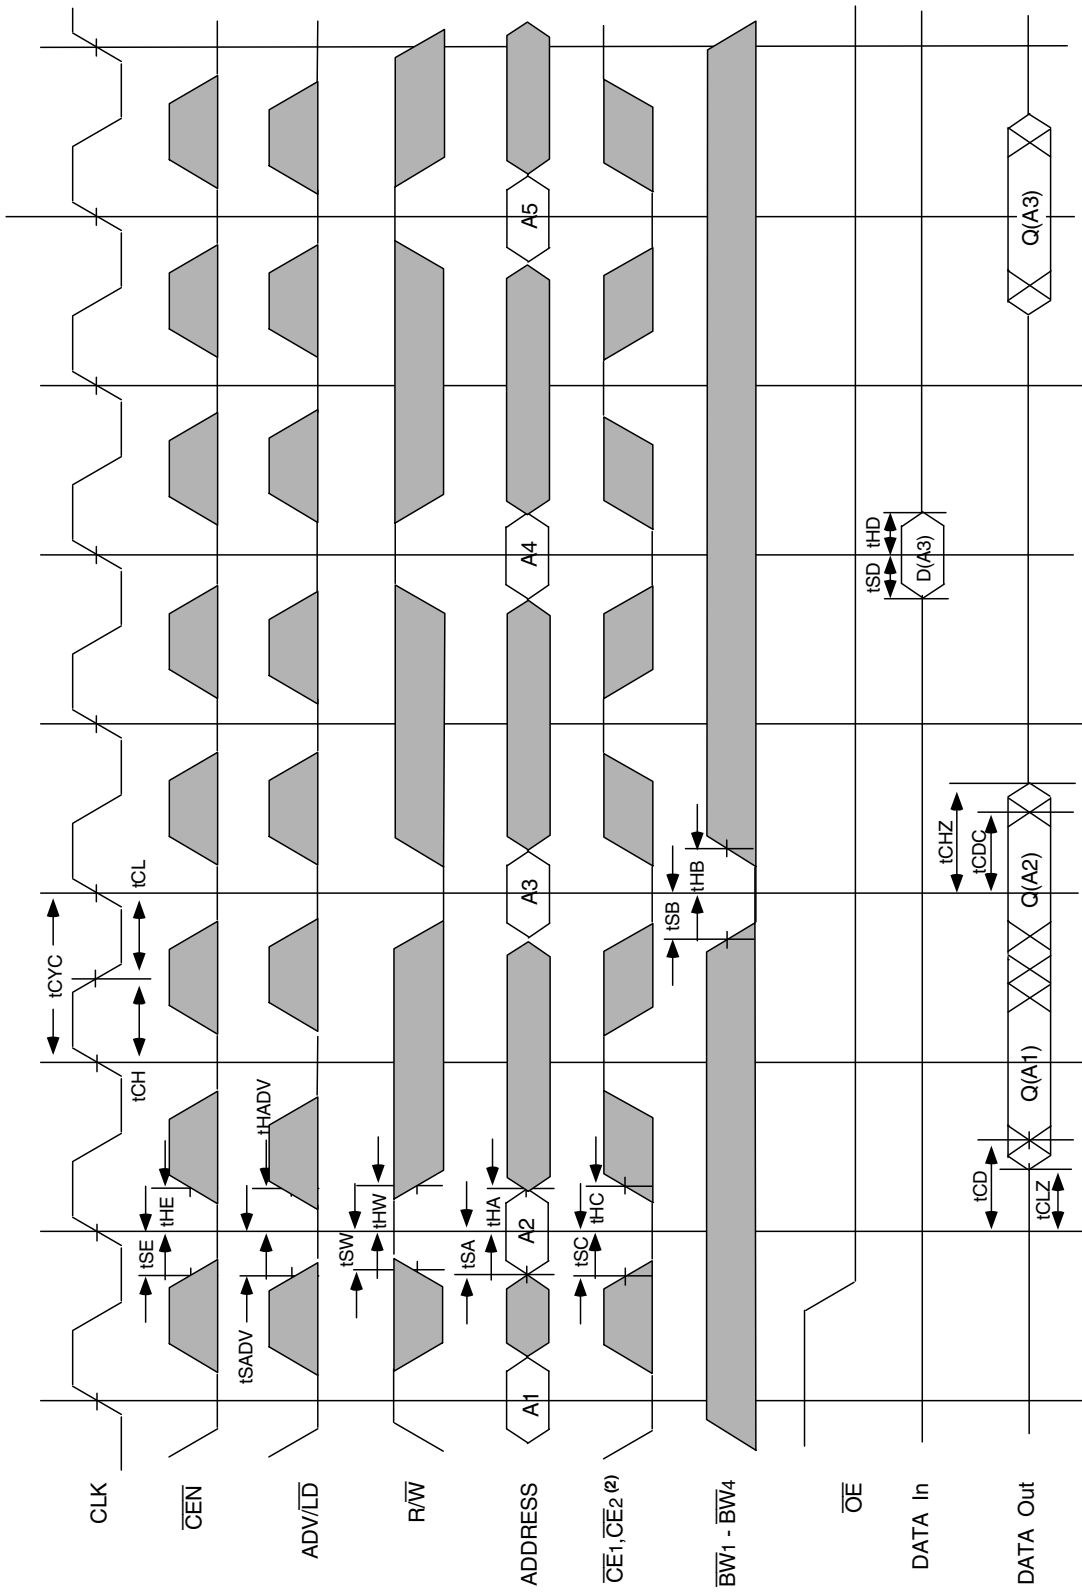 CLK
tCYC
tCH
tCL
CEN
tSE
tHE
ADV/LD
tSADV
tHADV
R/W
tSW
tHW
ADDRESS
A1
A2
A3
A4
A5
tSA
tHA
CE1,CE2 (2)
tSC
tHC
BW1 - BW4
tSB
tHB
OE
DATA In
tSD
tHD
D(A3)
DATA Out
tCD
tCLZ
Q(A1)
Q(A2)
tCHZ
tCDC
Q(A3)